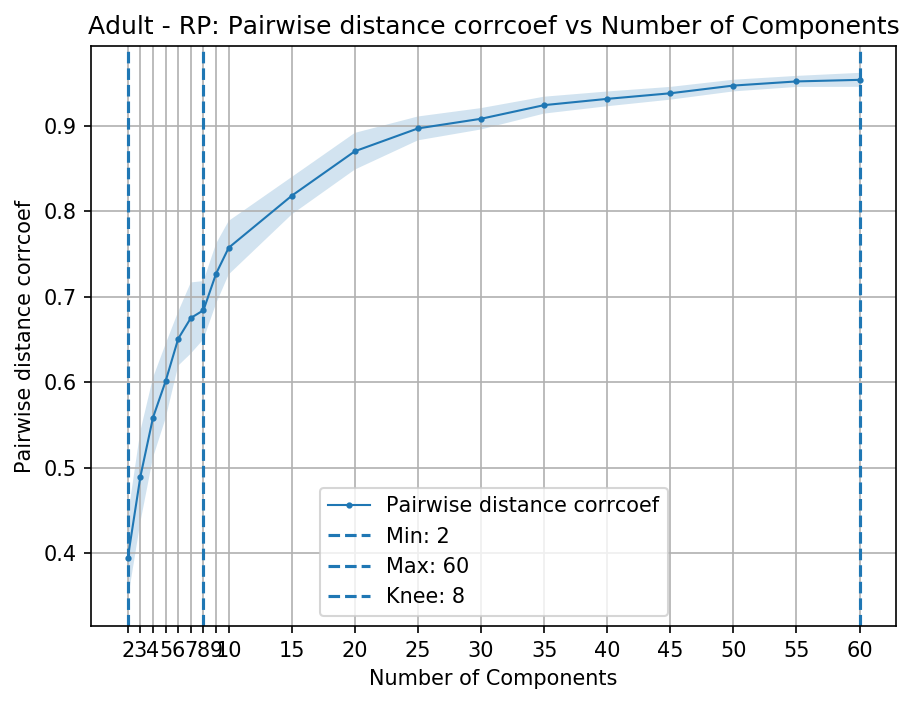 Adult - RP: Pairwise distance corrcoef vs Number of Components
Pairwise distance corrcoef
0.9
0.8
0.7
0.6
0.5
0.4
Pairwise distance corrcoef
Min: 2
Max: 60
Knee: 8
2 3 4 5 6 7 8 9 10 15 20 25 30 35 40 45 50 55 60
Number of Components